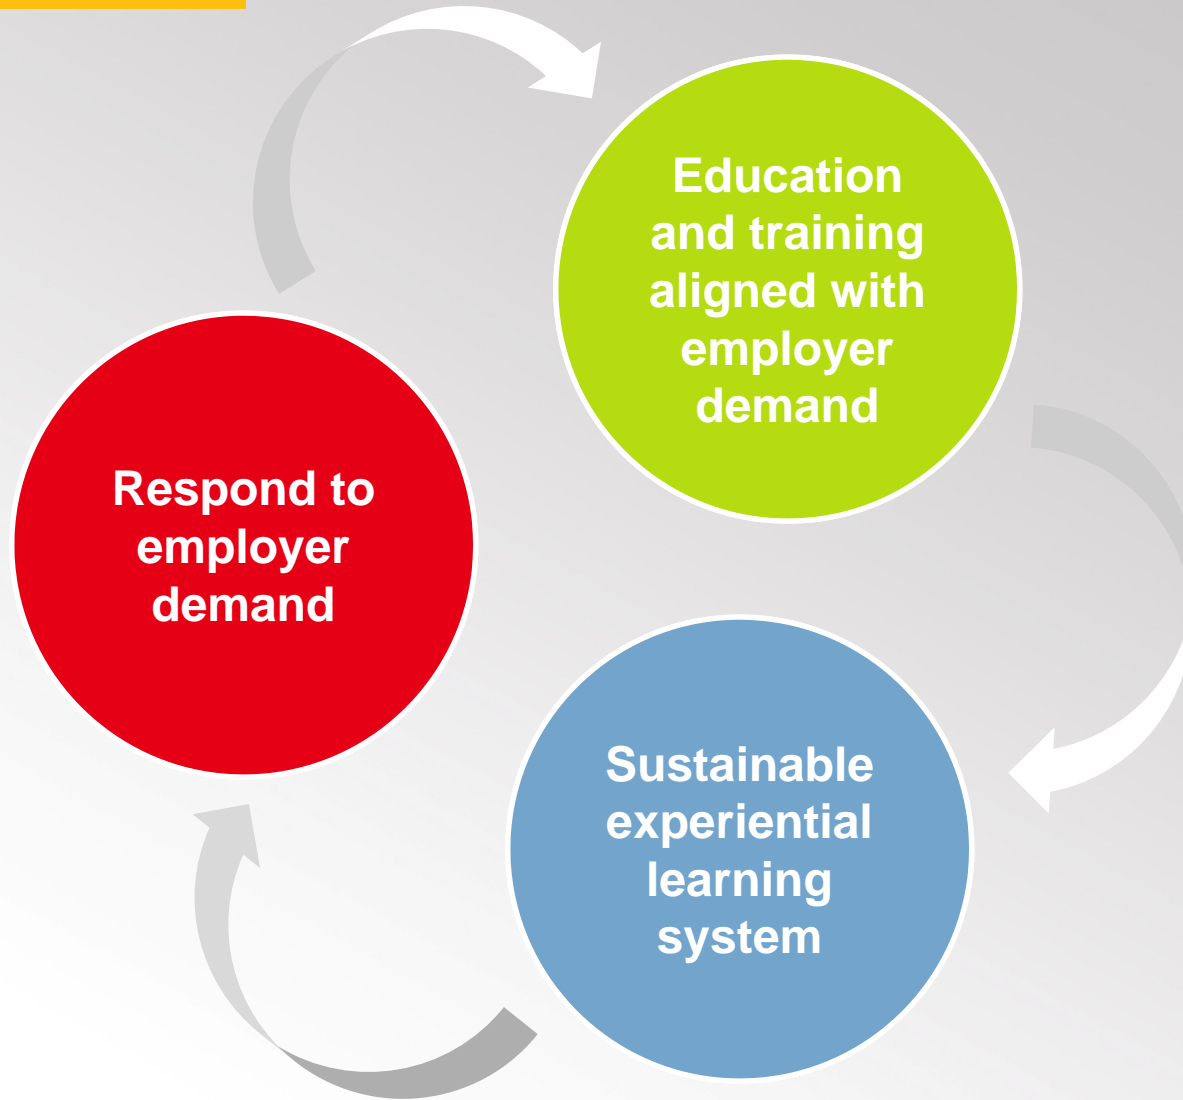 Education
and training
aligned with
employer
demand
Respond to
employer
demand
Sustainable
experiential
learning
system